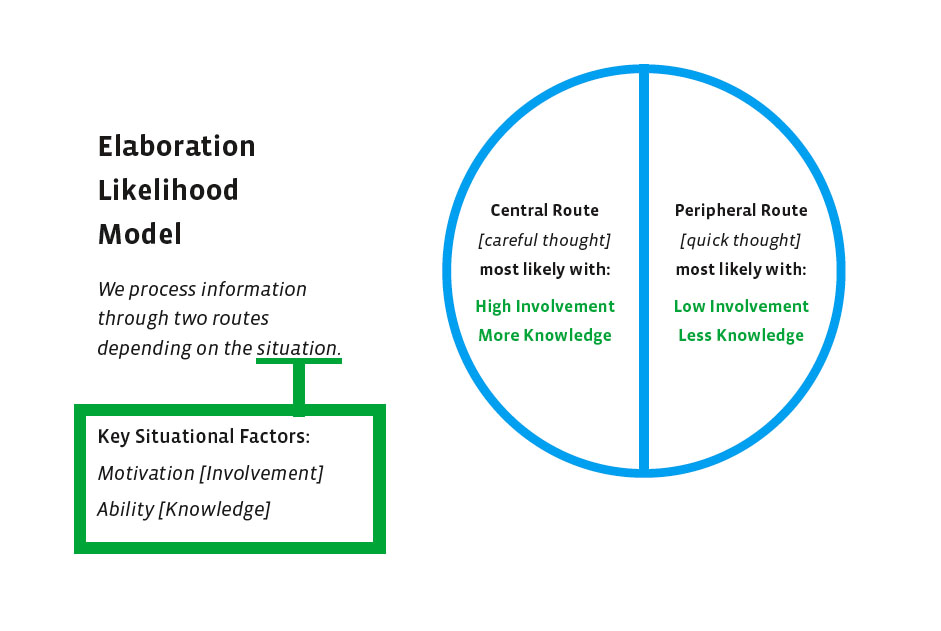 Elaboration
Likelihood
Model
We process information
through two routes
depending on the situation.
Key Situational Factors:
Motivation [Involvement]
Ability [Knowledge]
Central Route
[careful thought]
most likely with:
High Involvement
More Knowledge
Peripheral Route
[quick thought]
most likely with:
Low Involvement
Less Knowledge